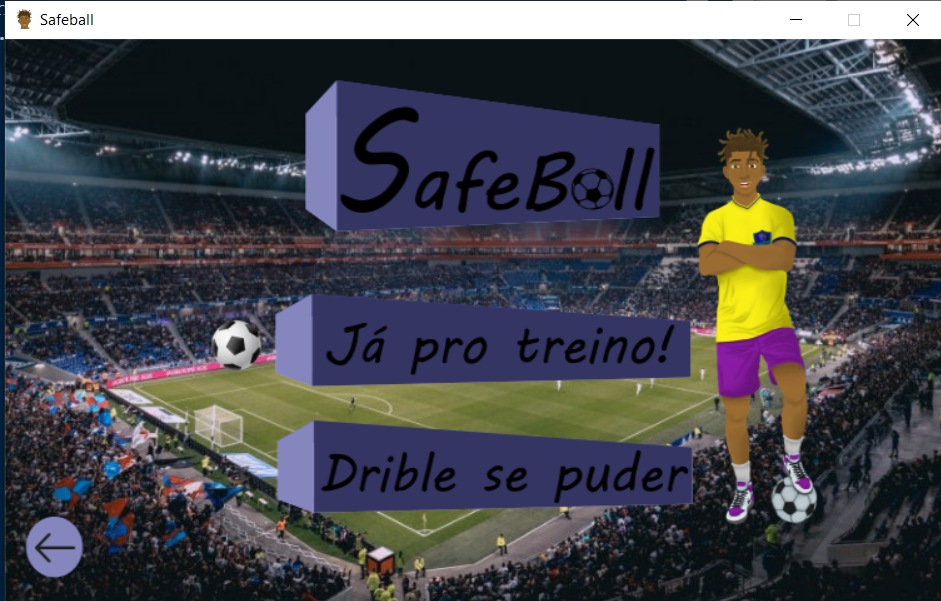 Safeball
SafeBall
Já pro treino!
Drible se puder